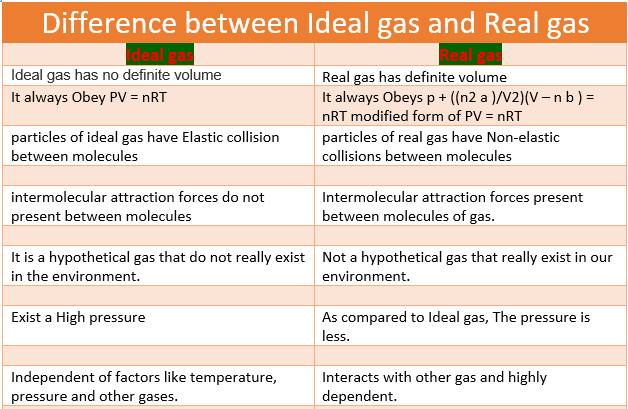 Difference between Ideal gas and Real gas
Ideal gas
Real gas
Ideal gas has no definite volume
Real gas has definite volume
It always Obey PV = nRT
It always Obeys p + ((n2 a )/V2)(V – n b ) =
nRT modified form of PV = nRT
particles of ideal gas have Elastic collision
between molecules
particles of real gas have Non-elastic
collisions between molecules
intermolecular attraction forces do not
present between molecules
Intermolecular attraction forces present
between molecules of gas.
It is a hypothetical gas that do not really exist
in the environment.
Not a hypothetical gas that really exist in our
environment.
Exist a High pressure
As compared to Ideal gas, The pressure is
less.
Independent of factors like temperature,
pressure and other gases.
Interacts with other gas and highly
dependent.